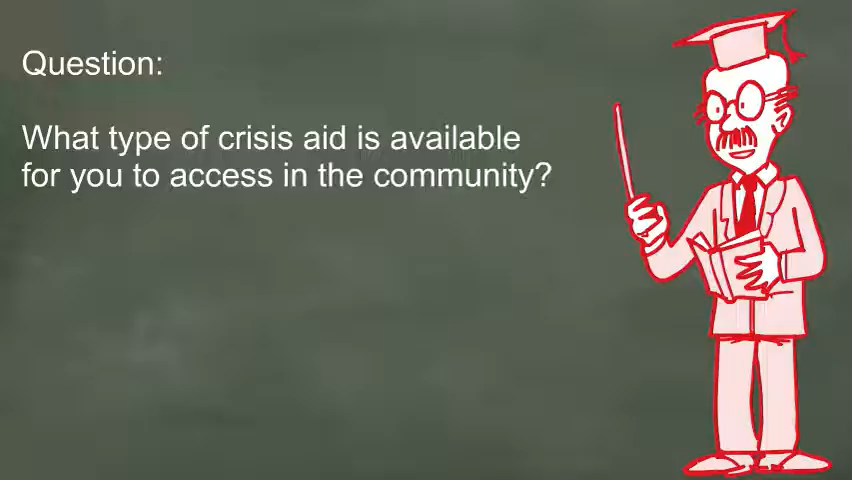 Question:
What type of crisis aid is available
for you to access in the community?